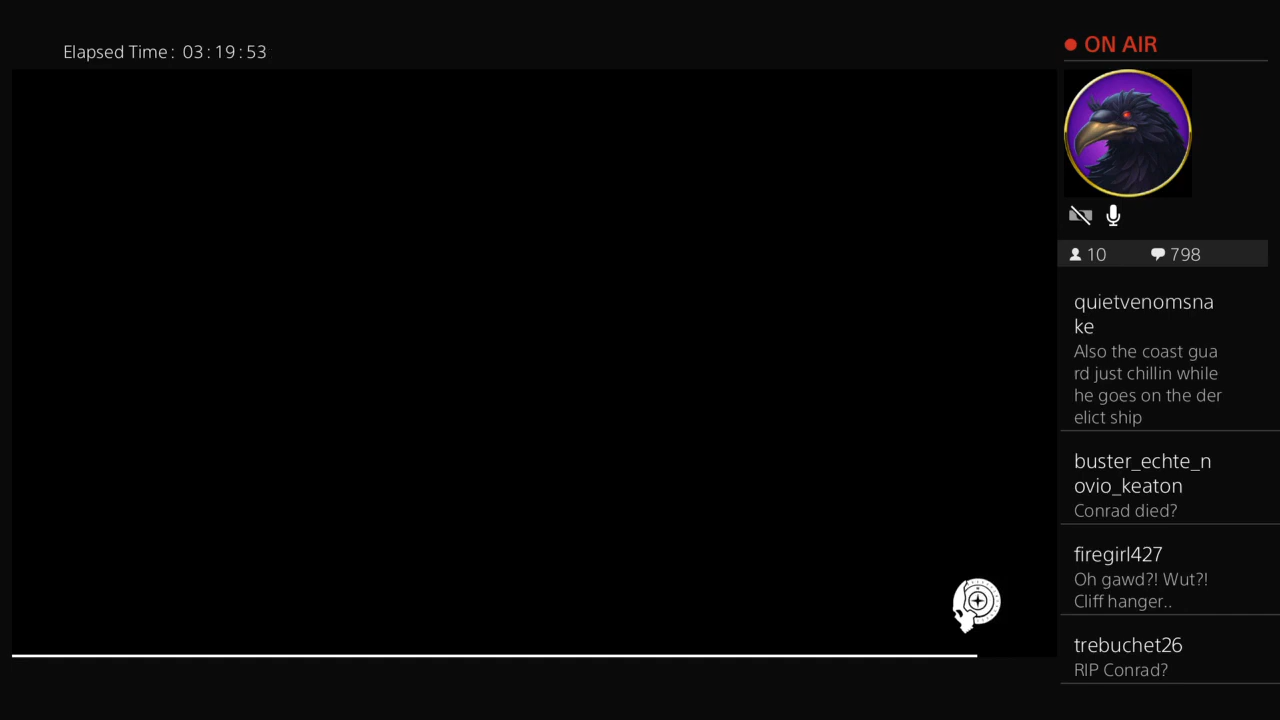 Elapsed Time: 03:19:53
ON AIR
10 798
quietvenomsna
ke
Also the coast gua
rd just chillin while
he goes on the der
elict ship
buster_echte_n
ovio_keaton
Conrad died?
firegirl427
Oh gawd?! Wut?!
Cliff hanger..
trebuchet26
RIP Conrad?